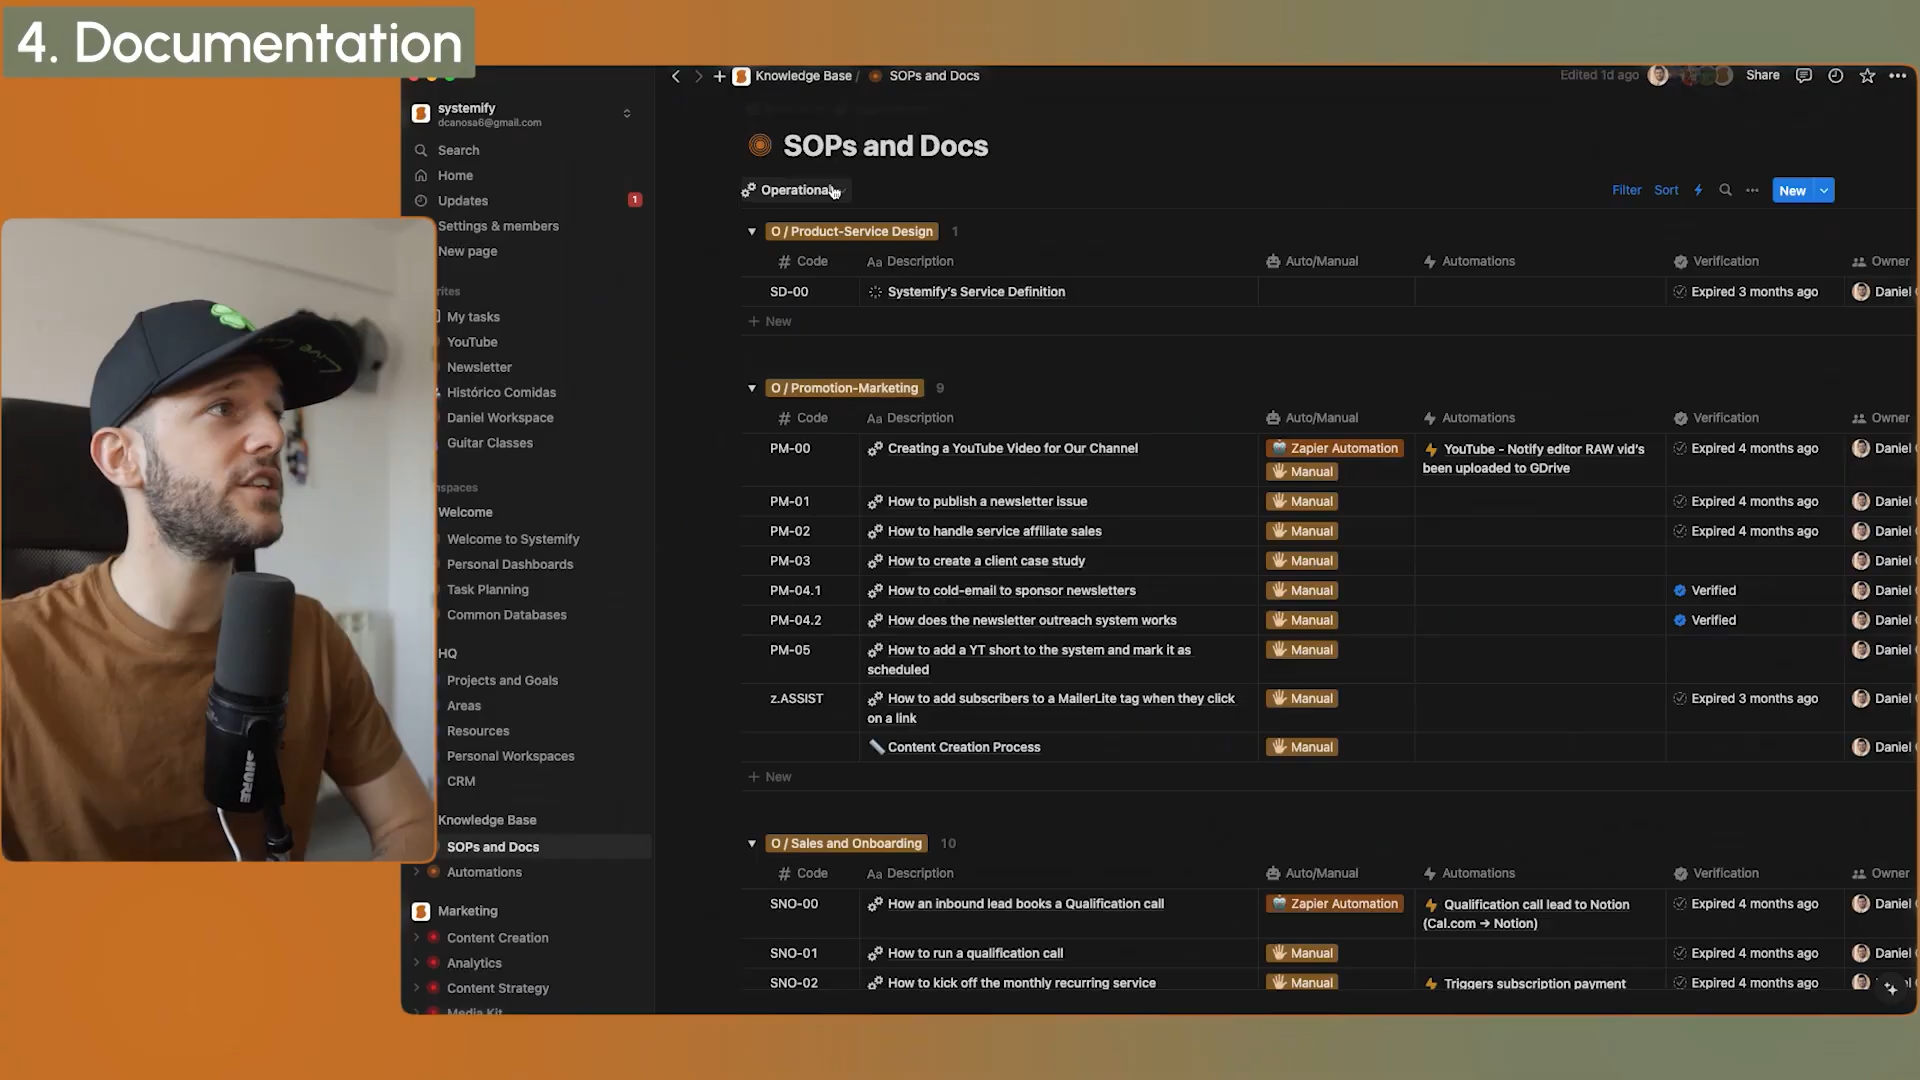 4. Documentation
systemify
dcanosa6@gmail.com
Search
Home
Updates
1
Settings & members
New page
My tasks
YouTube
Newsletter
Histórico Comidas
Daniel Workspace
Guitar Classes
Welcome
Welcome to Systemify
Personal Dashboards
Task Planning
Common Databases
HQ
Projects and Goals
Areas
Resources
Personal Workspaces
CRM
Knowledge Base
SOPs and Docs
Automations
Marketing
Content Creation
Analytics
Content Strategy
Media Kit
Knowledge Base / SOPs and Docs
Edited 1d ago
Share
SOPs and Docs
Operational
Filter Sort
New
O / Product-Service Design 1
# Code Aa Description Auto/Manual Automations Verification Owner
SD-00 Systemify's Service Definition Expired 3 months ago Daniel
+ New
O / Promotion-Marketing 9
# Code Aa Description Auto/Manual Automations Verification Owner
PM-00 Creating a YouTube Video for Our Channel Zapier Automation Manual YouTube - Notify editor RAW vid's been uploaded to GDrive Expired 4 months ago Daniel
PM-01 How to publish a newsletter issue Manual Expired 4 months ago Daniel
PM-02 How to handle service affiliate sales Manual Expired 4 months ago Daniel
PM-03 How to create a client case study Manual Daniel
PM-04.1 How to cold-email to sponsor newsletters Manual Verified Daniel
PM-04.2 How does the newsletter outreach system works Manual Verified Daniel
PM-05 How to add a YT short to the system and mark it as scheduled Manual Daniel
z.ASSIST How to add subscribers to a MailerLite tag when they click on a link Manual Expired 3 months ago Daniel
Content Creation Process Manual Daniel
+ New
O / Sales and Onboarding 10
# Code Aa Description Auto/Manual Automations Verification Owner
SNO-00 How an inbound lead books a Qualification call Zapier Automation Qualification call lead to Notion (Cal.com → Notion) Expired 4 months ago Daniel
SNO-01 How to run a qualification call Manual Expired 4 months ago Daniel
SNO-02 How to kick off the monthly recurring service Manual Triggers subscription payment Expired 4 months ago Daniel
SHURE